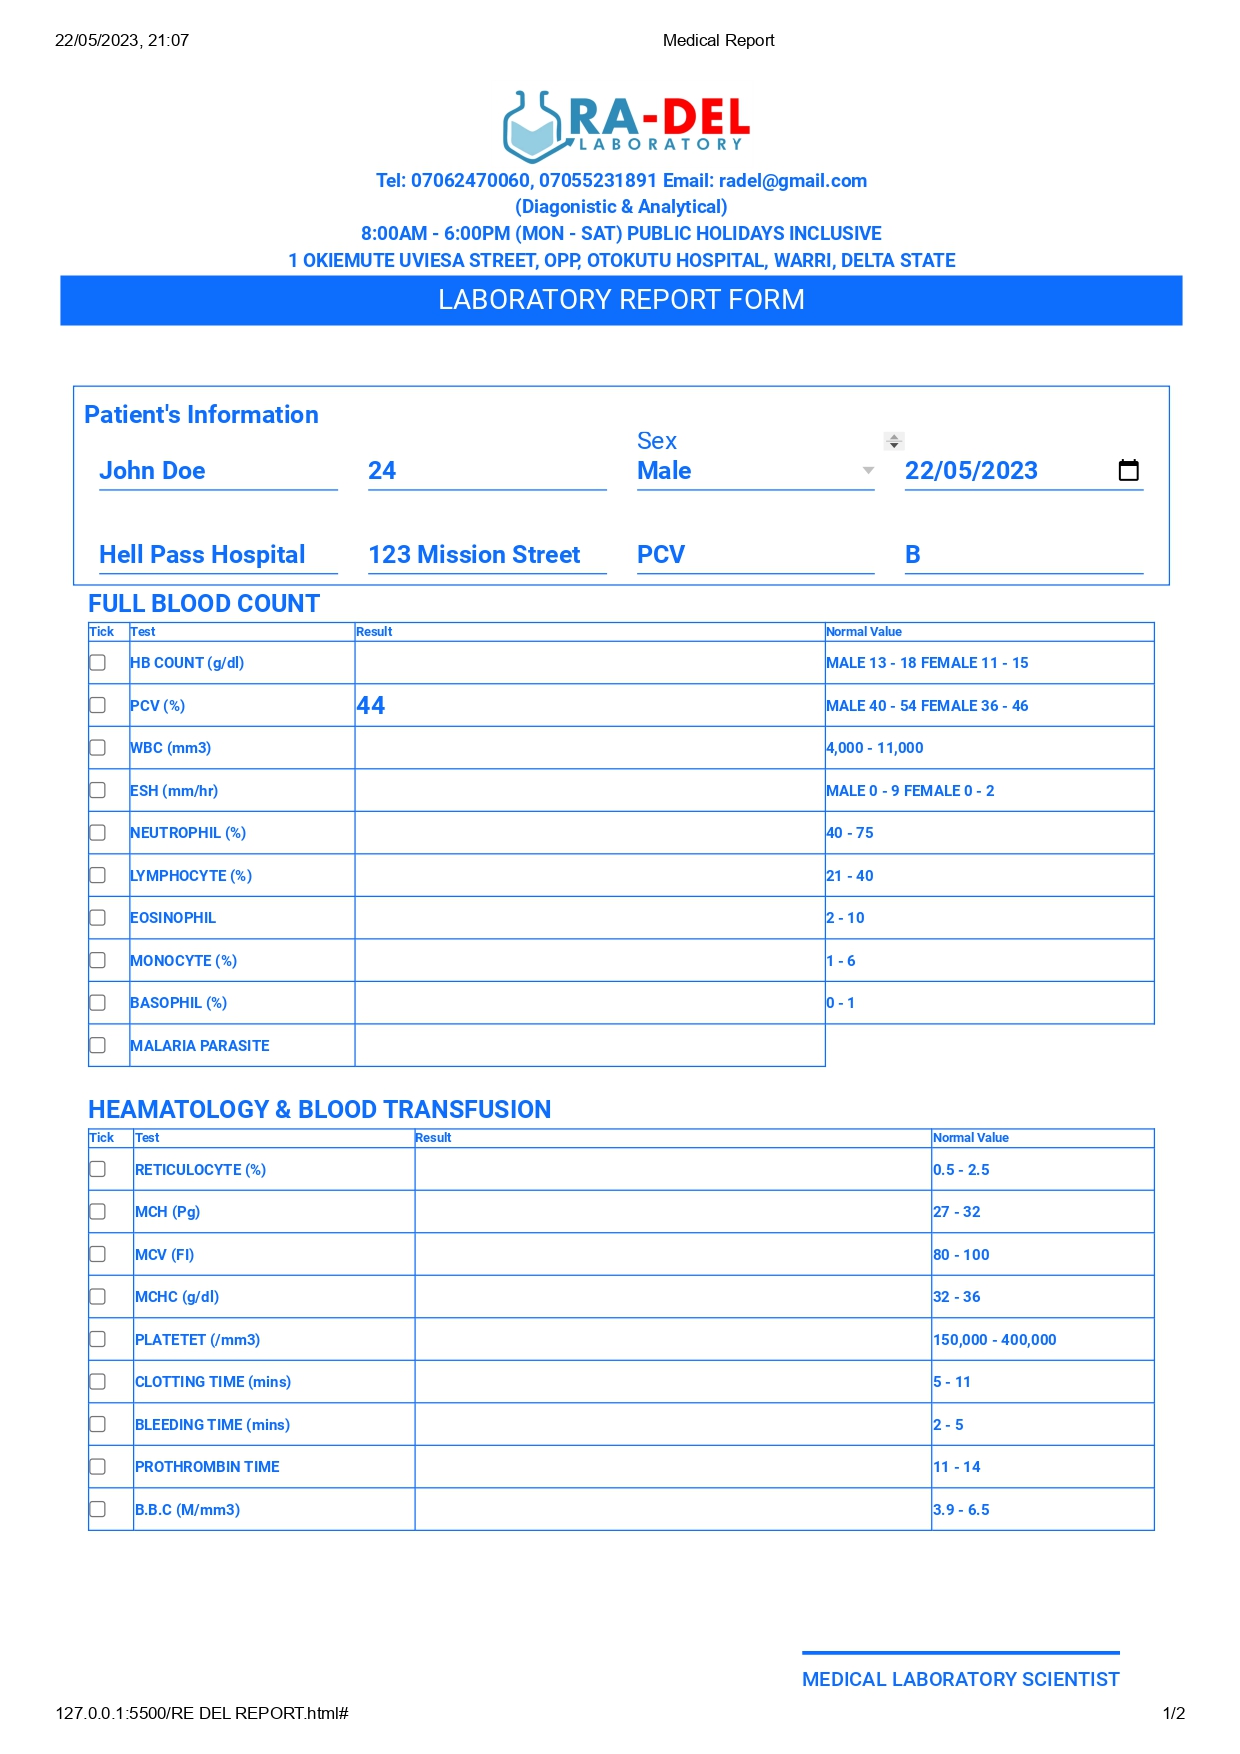 22/05/2023, 21:07 Medical Report
RA-DEL
LABORATORY
Tel: 07062470060, 07055231891 Email: radel@gmail.com
(Diagonistic & Analytical)
8:00AM - 6:00PM (MON - SAT) PUBLIC HOLIDAYS INCLUSIVE
1 OKIEMUTE UVIESA STREET, OPP, OTOKUTU HOSPITAL, WARRI, DELTA STATE
LABORATORY REPORT FORM
Patient's Information
Sex
John Doe 24 Male 22/05/2023
Hell Pass Hospital 123 Mission Street PCV B
FULL BLOOD COUNT
Tick Test Result Normal Value
HB COUNT (g/dl) MALE 13 - 18 FEMALE 11 - 15
PCV (%) 44 MALE 40 - 54 FEMALE 36 - 46
WBC (mm3) 4,000 - 11,000
ESH (mm/hr) MALE 0 - 9 FEMALE 0 - 2
NEUTROPHIL (%) 40 - 75
LYMPHOCYTE (%) 21 - 40
EOSINOPHIL 2 - 10
MONOCYTE (%) 1 - 6
BASOPHIL (%) 0 - 1
MALARIA PARASITE
HEAMATOLOGY & BLOOD TRANSFUSION
Tick Test Result Normal Value
RETICULOCYTE (%) 0.5 - 2.5
MCH (Pg) 27 - 32
MCV (Fl) 80 - 100
MCHC (g/dl) 32 - 36
PLATETET (/mm3) 150,000 - 400,000
CLOTTING TIME (mins) 5 - 11
BLEEDING TIME (mins) 2 - 5
PROTHROMBIN TIME 11 - 14
B.B.C (M/mm3) 3.9 - 6.5
MEDICAL LABORATORY SCIENTIST
127.0.0.1:5500/RE DEL REPORT.html# 1/2